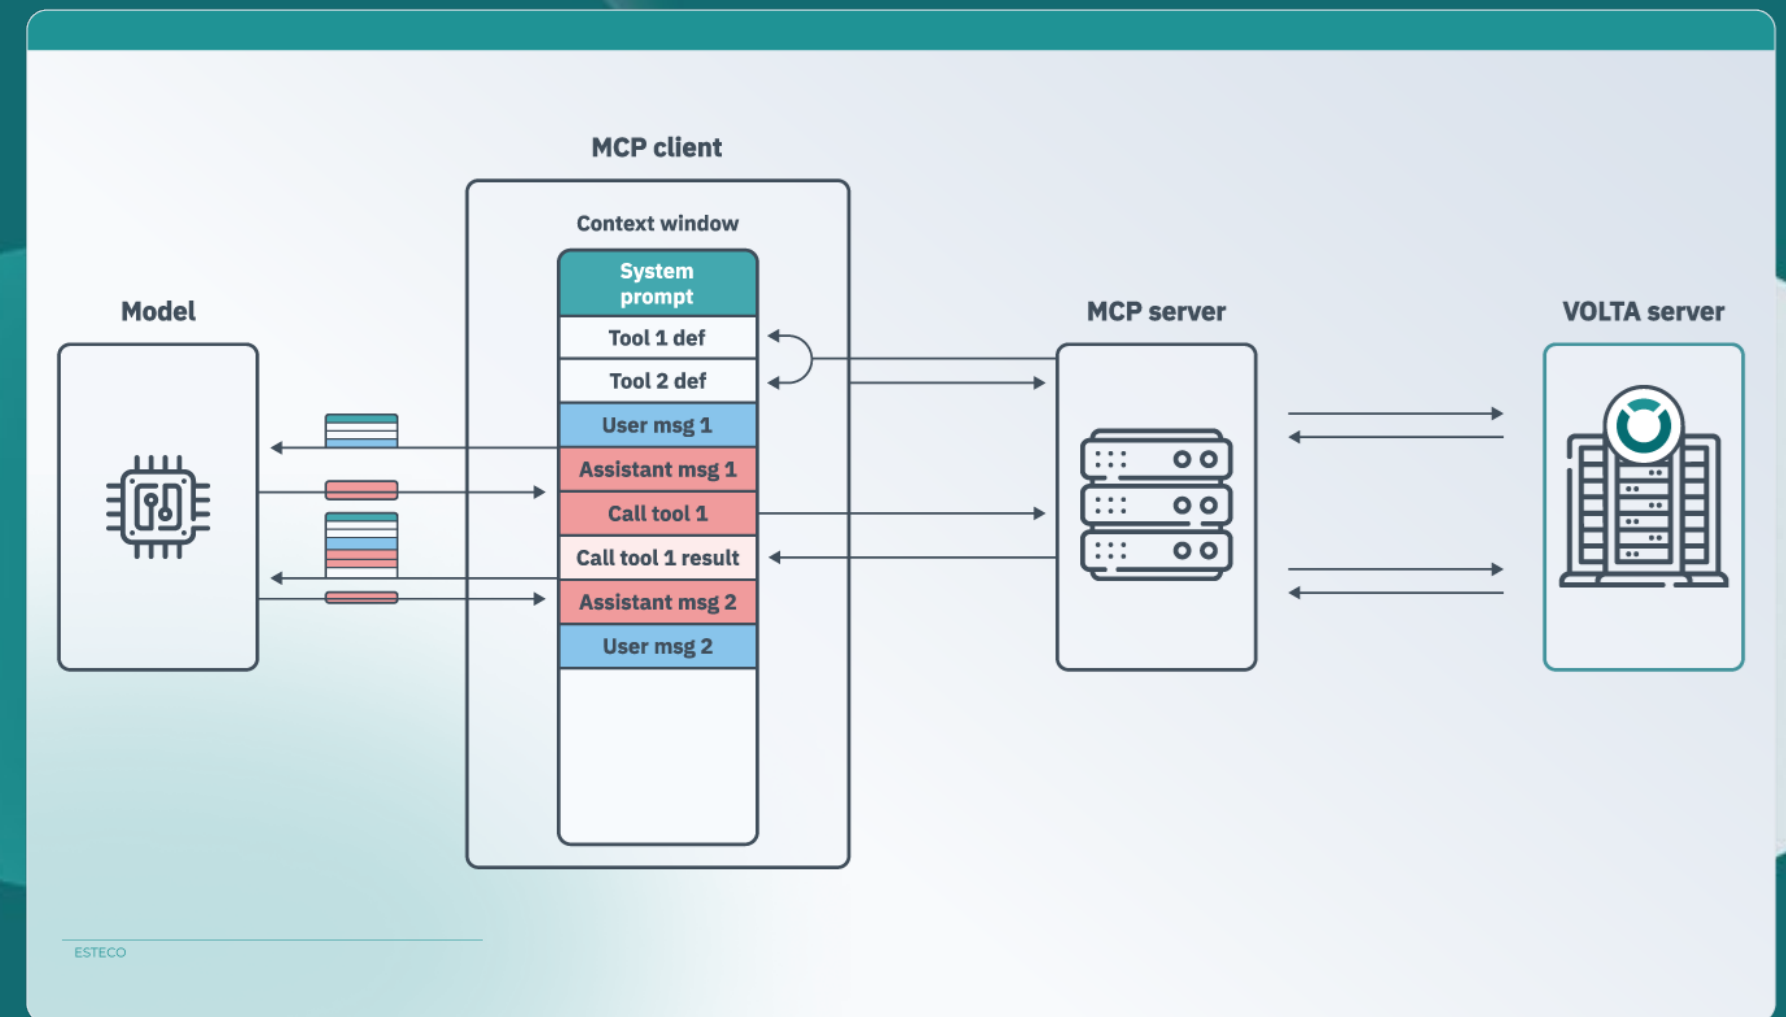 MCP client
Context window
System
prompt
Tool 1 def
Tool 2 def
User msg 1
Assistant msg 1
Call tool 1
Call tool 1 result
Assistant msg 2
User msg 2
Model
MCP server
VOLTA server
ESTECO